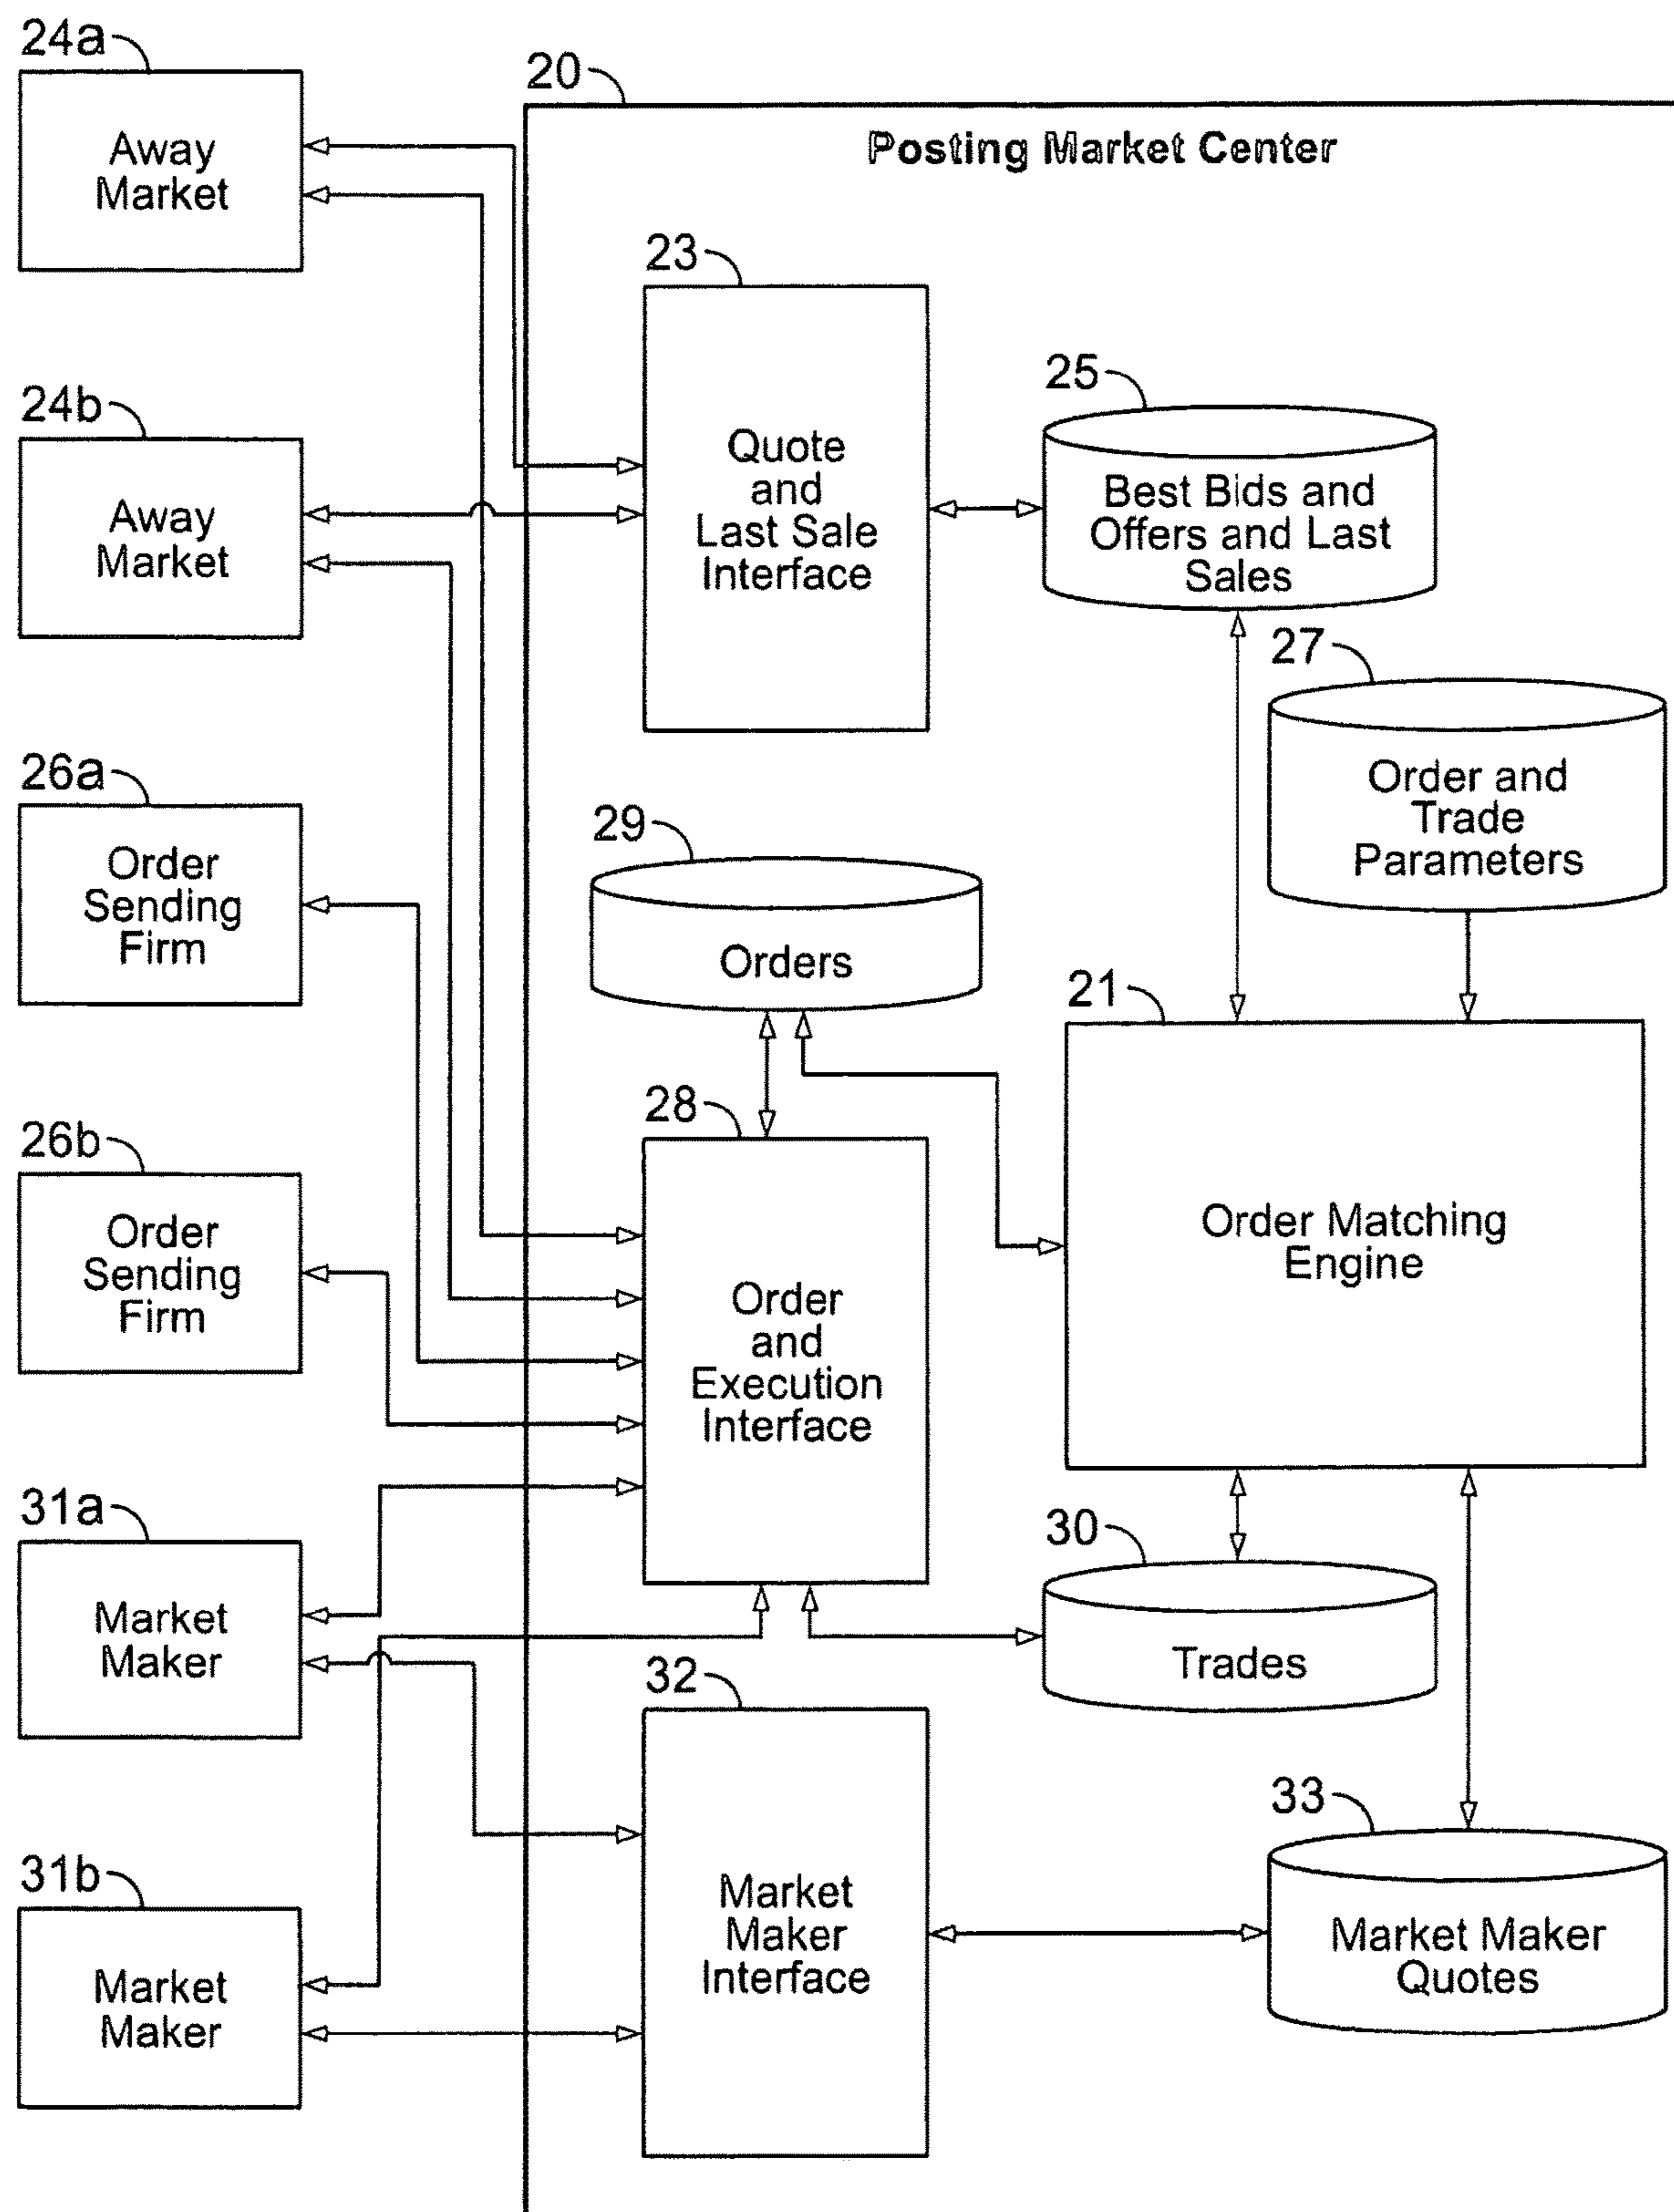 24a
Away
Market
20
Posting Market Center
23
Quote
and
Last Sale
Interface
25
Best Bids and
Offers and Last
Sales
24b
Away
Market
27
Order and
Trade
Parameters
26a
Order
Sending
Firm
29
Orders
21
Order Matching
Engine
28
Order
and
Execution
Interface
26b
Order
Sending
Firm
31a
Market
Maker
30
Trades
32
Market
Maker
Interface
33
Market Maker
Quotes
31b
Market
Maker